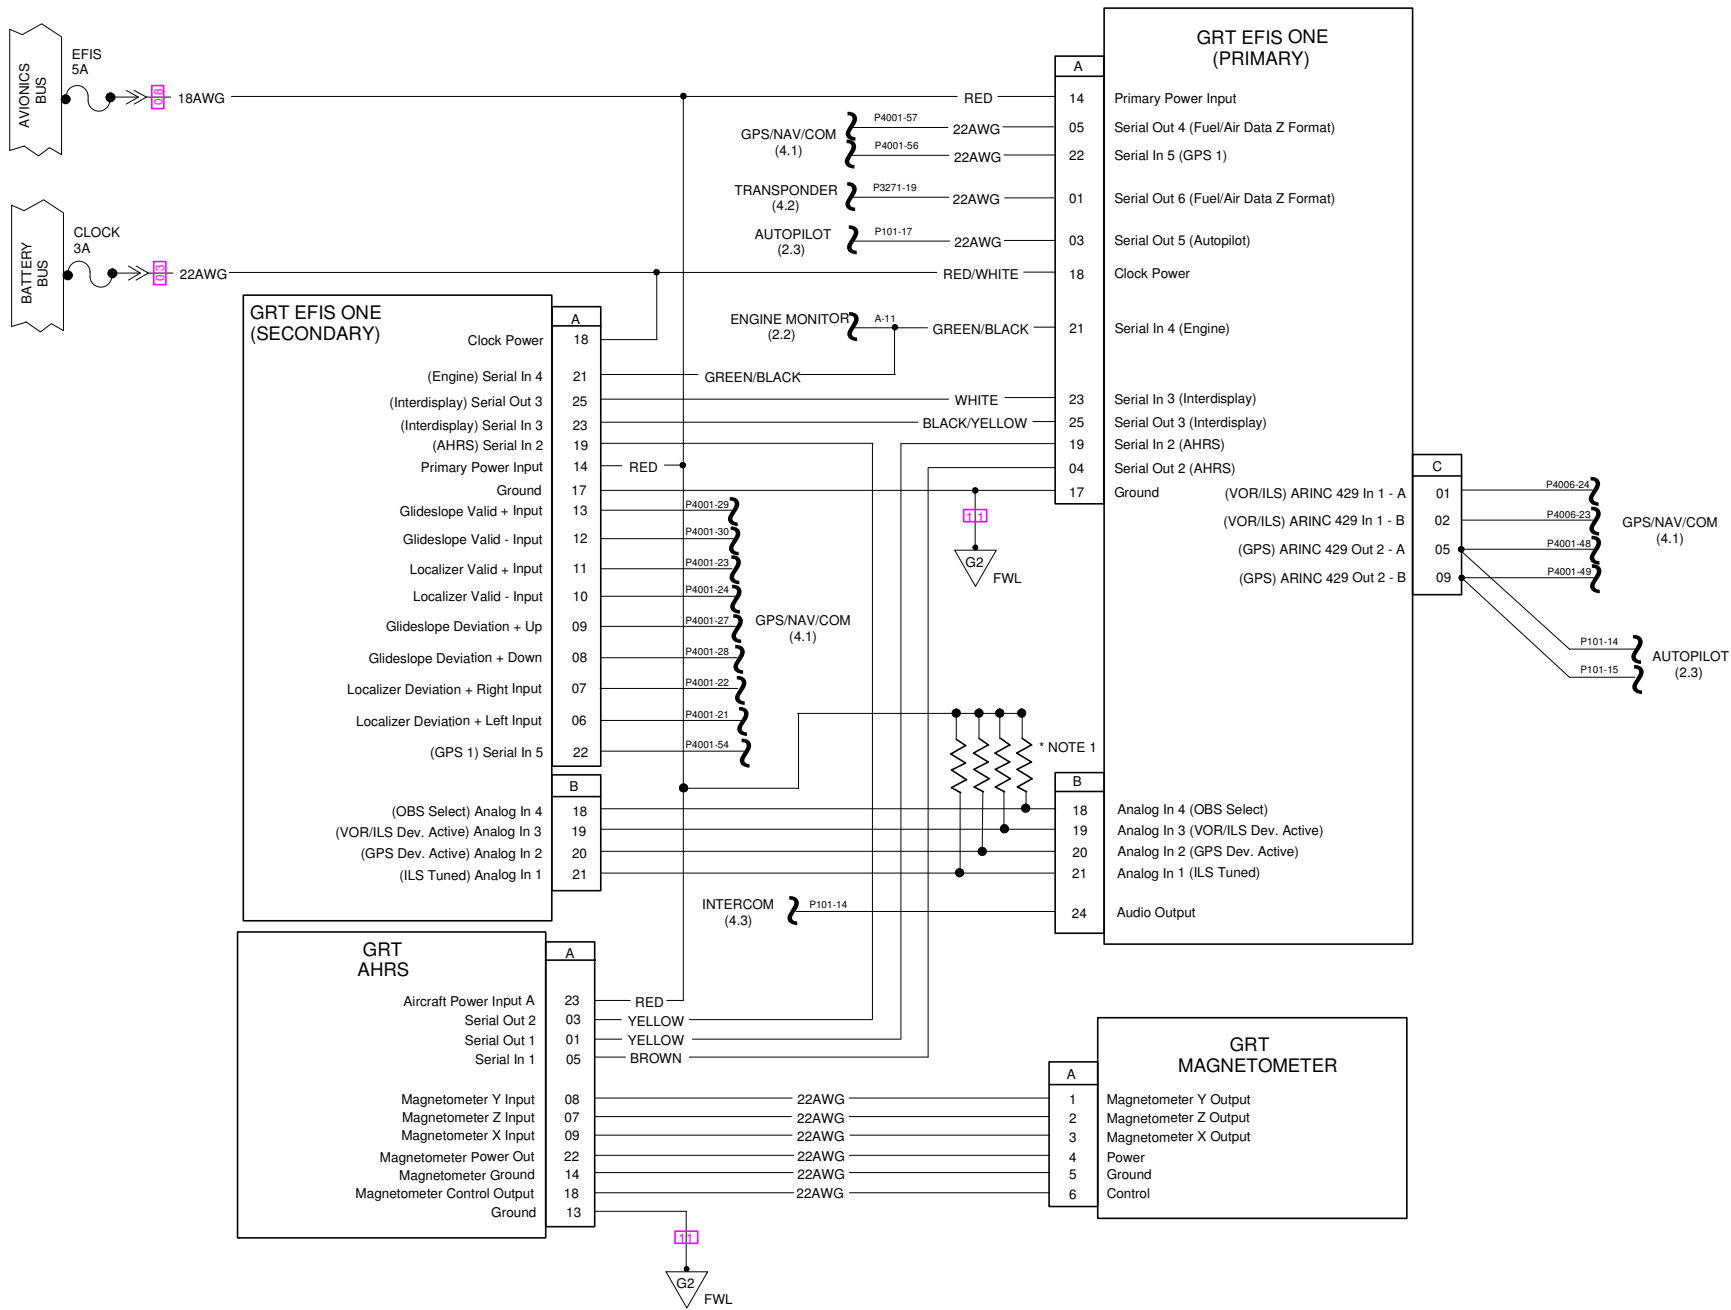 AVIONICS
BUS
EFIS
5A
0.8
18AWG
BATTERY
BUS
CLOCK
3A
0.3
22AWG
GRT EFIS ONE
(PRIMARY)
A
RED 14 Primary Power Input
GPS/NAV/COM
(4.1)
P4001-57 22AWG 05 Serial Out 4 (Fuel/Air Data Z Format)
P4001-56 22AWG 22 Serial In 5 (GPS 1)
TRANSPONDER
(4.2)
P3271-19 22AWG 01 Serial Out 6 (Fuel/Air Data Z Format)
AUTOPILOT
(2.3)
P101-17 22AWG 03 Serial Out 5 (Autopilot)
RED/WHITE 18 Clock Power
ENGINE MONITOR
(2.2)
A-11 GREEN/BLACK 21 Serial In 4 (Engine)
GREEN/BLACK
WHITE 23 Serial In 3 (Interdisplay)
BLACK/YELLOW 25 Serial Out 3 (Interdisplay)
19 Serial In 2 (AHRS)
04 Serial Out 2 (AHRS)
17 Ground
GRT EFIS ONE
(SECONDARY)
A
Clock Power 18
(Engine) Serial In 4 21
(Interdisplay) Serial Out 3 25
(Interdisplay) Serial In 3 23
(AHRS) Serial In 2 19
Primary Power Input 14 RED
Ground 17
Glideslope Valid + Input 13 P4001-29
Glideslope Valid - Input 12 P4001-30
Localizer Valid + Input 11 P4001-23
Localizer Valid - Input 10 P4001-24
Glideslope Deviation + Up 09 P4001-27
Glideslope Deviation + Down 08 P4001-28
Localizer Deviation + Right Input 07 P4001-22
Localizer Deviation + Left Input 06 P4001-21
(GPS 1) Serial In 5 22 P4001-54
GPS/NAV/COM
(4.1)
B
(OBS Select) Analog In 4 18
(VOR/ILS Dev. Active) Analog In 3 19
(GPS Dev. Active) Analog In 2 20
(ILS Tuned) Analog In 1 21
1.1
G2
FWL
C
(VOR/ILS) ARINC 429 In 1 - A 01 P4006-24
(VOR/ILS) ARINC 429 In 1 - B 02 P4006-23
(GPS) ARINC 429 Out 2 - A 05 P4001-48
(GPS) ARINC 429 Out 2 - B 09 P4001-49
GPS/NAV/COM
(4.1)
P101-14
P101-15
AUTOPILOT
(2.3)
* NOTE 1
B
18 Analog In 4 (OBS Select)
19 Analog In 3 (VOR/ILS Dev. Active)
20 Analog In 2 (GPS Dev. Active)
21 Analog In 1 (ILS Tuned)
INTERCOM
(4.3)
P101-14 24 Audio Output
GRT
AHRS
A
Aircraft Power Input A 23 RED
Serial Out 2 03 YELLOW
Serial Out 1 01 YELLOW
Serial In 1 05 BROWN
Magnetometer Y Input 08 22AWG
Magnetometer Z Input 07 22AWG
Magnetometer X Input 09 22AWG
Magnetometer Power Out 22 22AWG
Magnetometer Ground 14 22AWG
Magnetometer Control Output 18 22AWG
Ground 13
11
G2
FWL
GRT
MAGNETOMETER
A
1 Magnetometer Y Output
2 Magnetometer Z Output
3 Magnetometer X Output
4 Power
5 Ground
6 Control